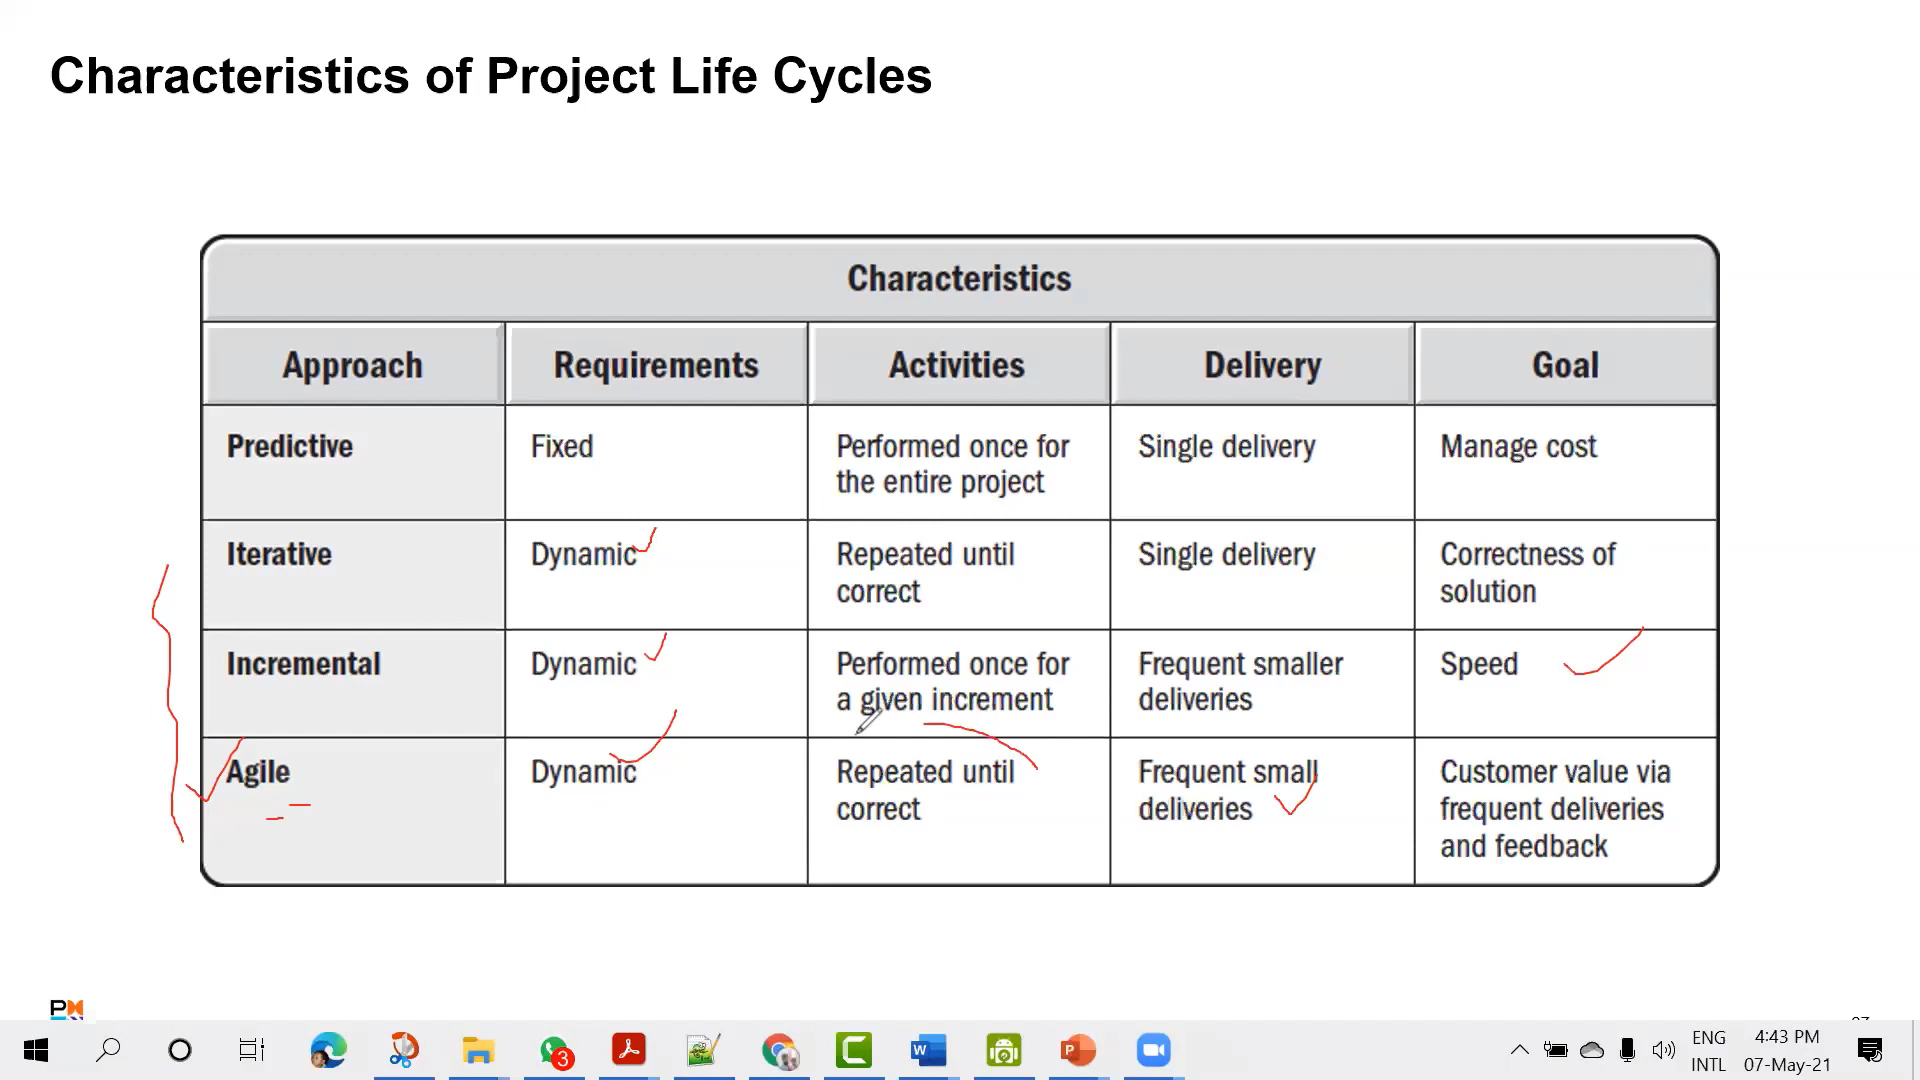 Characteristics of Project Life Cycles
Characteristics
Approach Requirements Activities Delivery Goal
Predictive Fixed Performed once for the entire project Single delivery Manage cost
Iterative Dynamic Repeated until correct Single delivery Correctness of solution
Incremental Dynamic Performed once for a given increment Frequent smaller deliveries Speed
Agile Dynamic Repeated until correct Frequent small deliveries Customer value via frequent deliveries and feedback
3
ENG
INTL
4:43 PM
07-May-21